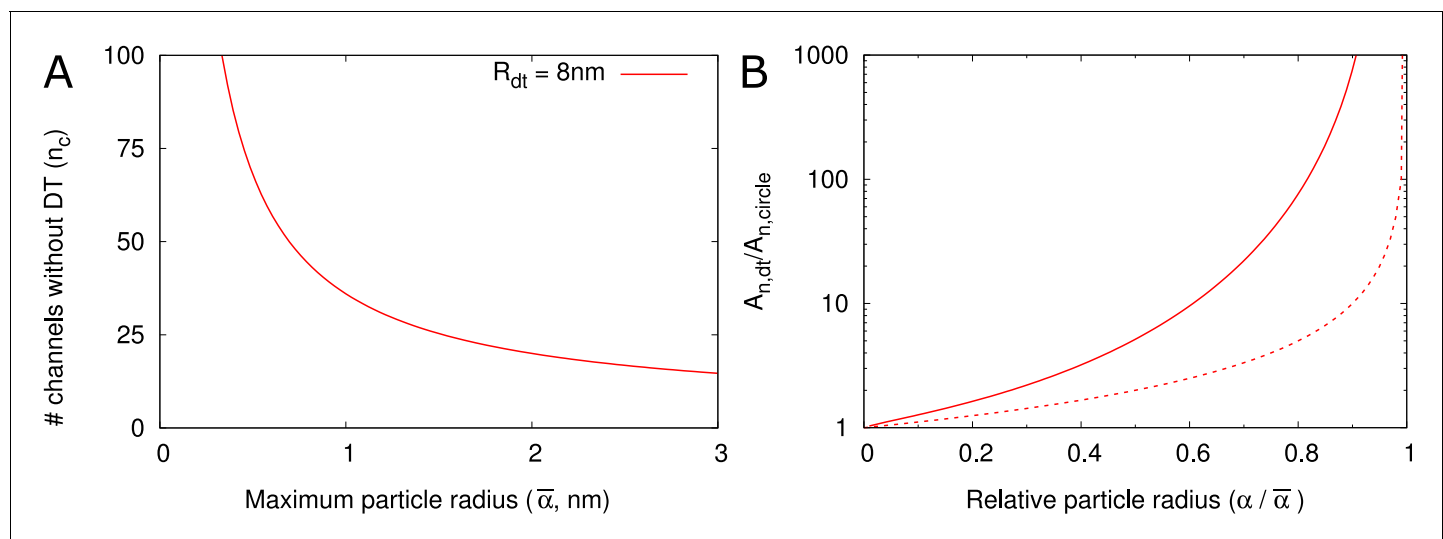 A
100
75
50
25
0
# channels without DT (n_c)
R_dt = 8nm
0
1
2
3
Maximum particle radius ( α̅, nm)
B
1000
100
10
1
A_n,dt/A_n,circle
0
0.2
0.4
0.6
0.8
1
Relative particle radius (α / α̅ )